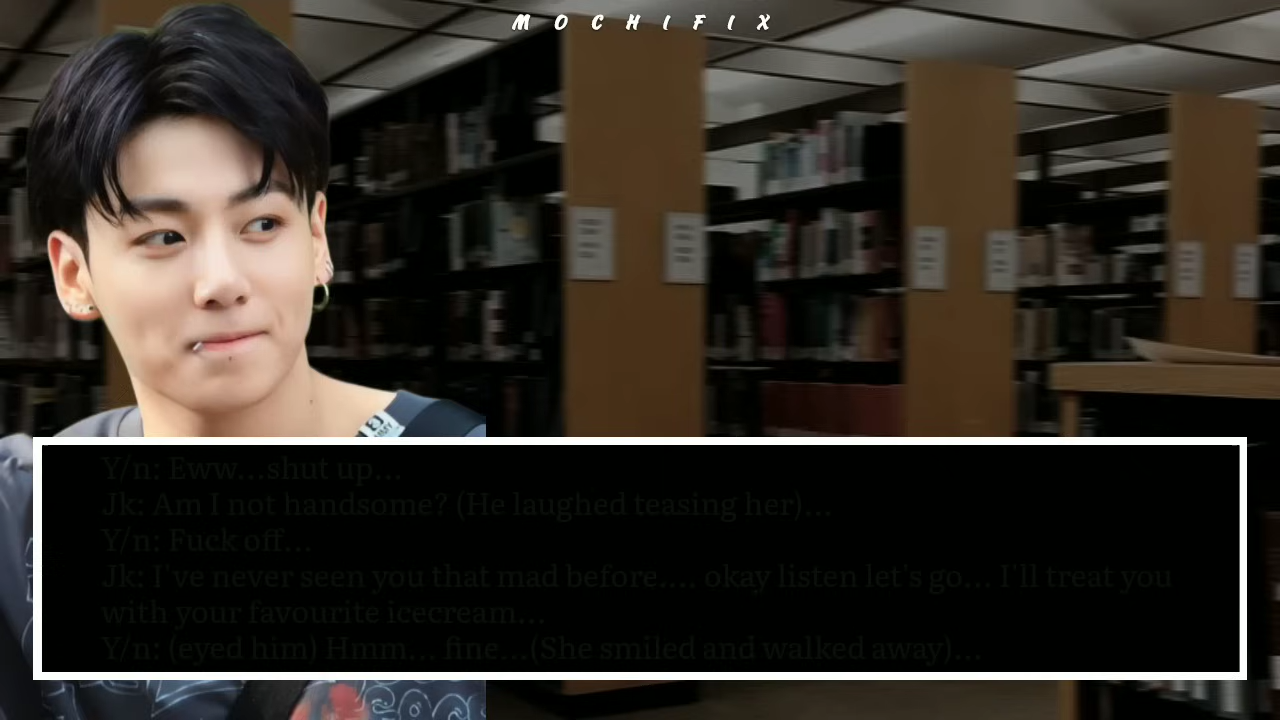 MOCHIFIX
Y/n: Eww...shut up...
Jk: Am I not handsome? (He laughed teasing her)...
Y/n: Fuck off...
Jk: I've never seen you that mad before.... okay listen let's go... I'll treat you
with your favourite icecream...
Y/n: (eyed him) Hmm... fine...(She smiled and walked away)...